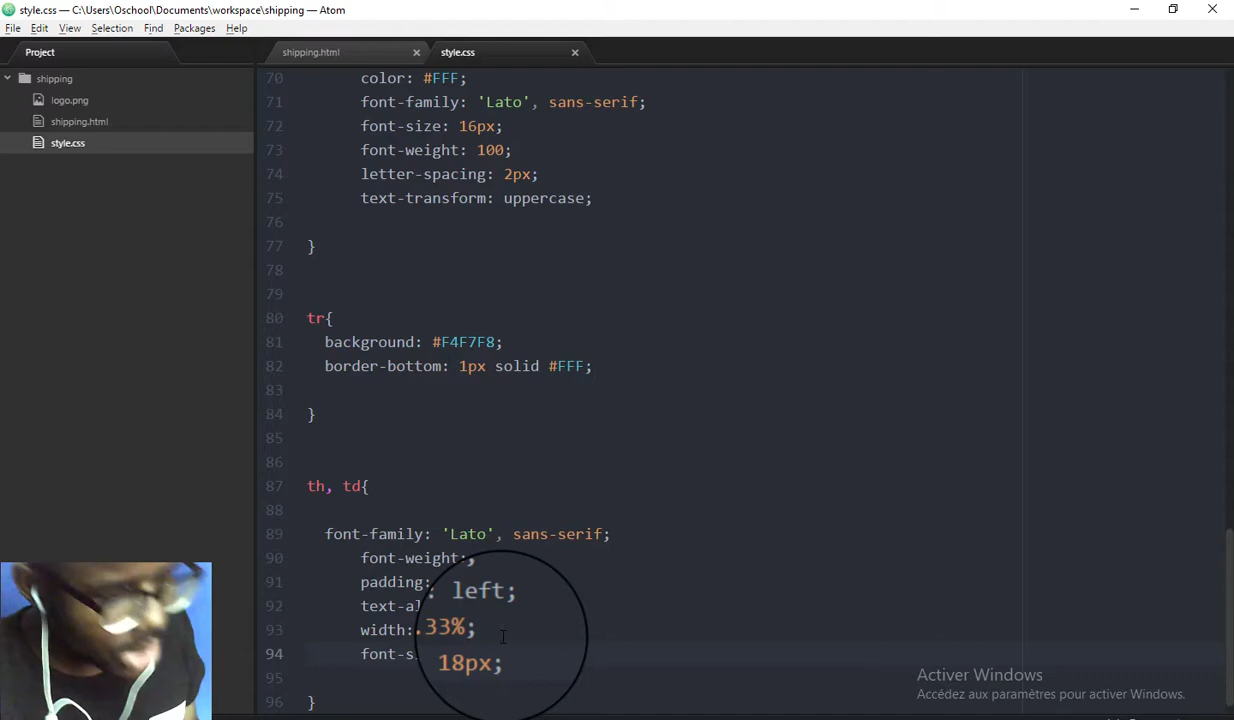 style.css — C:\Users\Oschool\Documents\workspace\shipping — Atom
File Edit View Selection Find Packages Help
Project
shipping.html
style.css
shipping
logo.png
shipping.html
style.css
70 color: #FFF;
71 font-family: 'Lato', sans-serif;
72 font-size: 16px;
73 font-weight: 100;
74 letter-spacing: 2px;
75 text-transform: uppercase;
76
77 }
78
79
80 tr{
81 background: #F4F7F8;
82 border-bottom: 1px solid #FFF;
83
84 }
85
86
87 th, td{
88
89 font-family: 'Lato', sans-serif;
90 font-weight:;
91 padding:
92 text-al : left;
93 width: .33%;
94 font-s 18px;
95
96 }
Activer Windows
Accédez aux paramètres pour activer Windows.